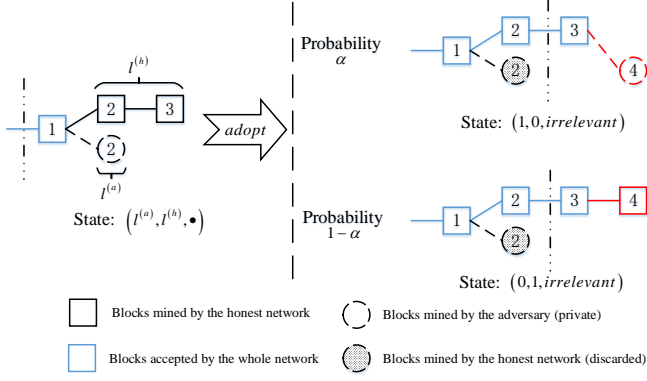 l^(h)
1
2
3
2
l^(a)
State: (l^(a), l^(h), •)
adopt
Probability
α
1
2
3
2
4
State: (1, 0, irrelevant)
Probability
1 − α
1
2
3
4
2
State: (0, 1, irrelevant)
Blocks mined by the honest network
Blocks mined by the adversary (private)
Blocks accepted by the whole network
Blocks mined by the honest network (discarded)